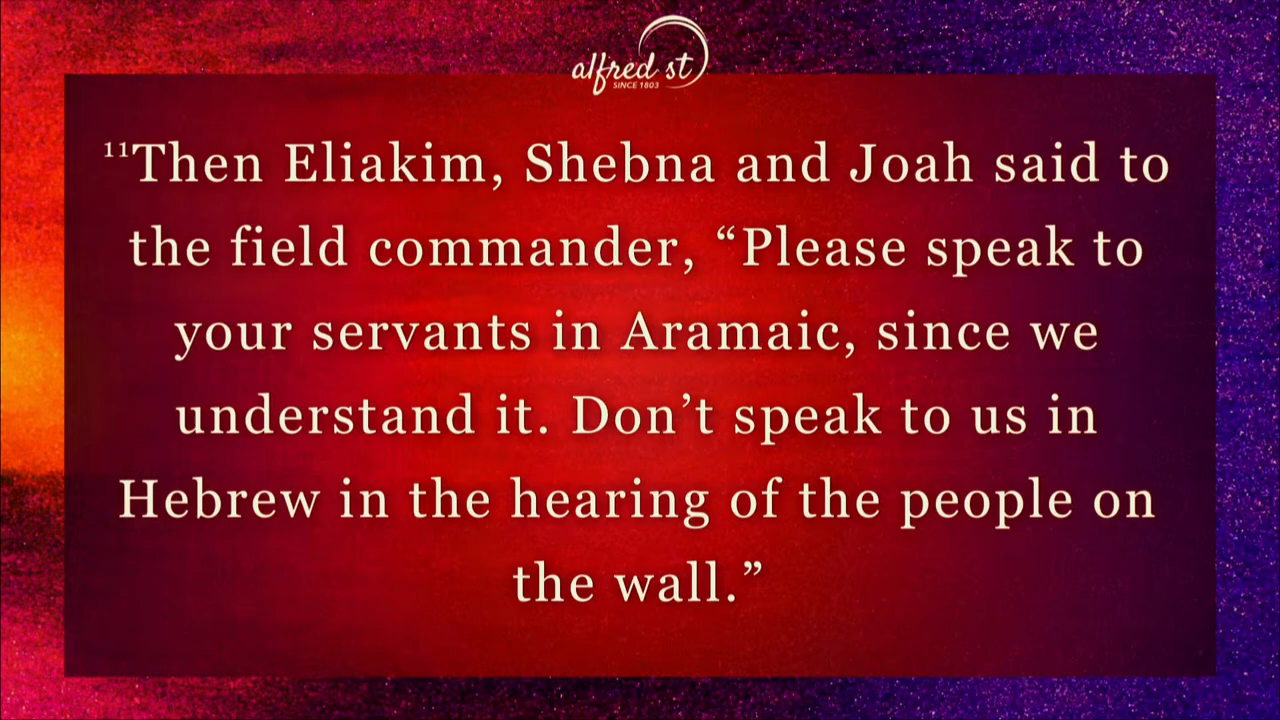 alfred st
SINCE 1803
¹¹Then Eliakim, Shebna and Joah said to
the field commander, “Please speak to
your servants in Aramaic, since we
understand it. Don’t speak to us in
Hebrew in the hearing of the people on
the wall.”